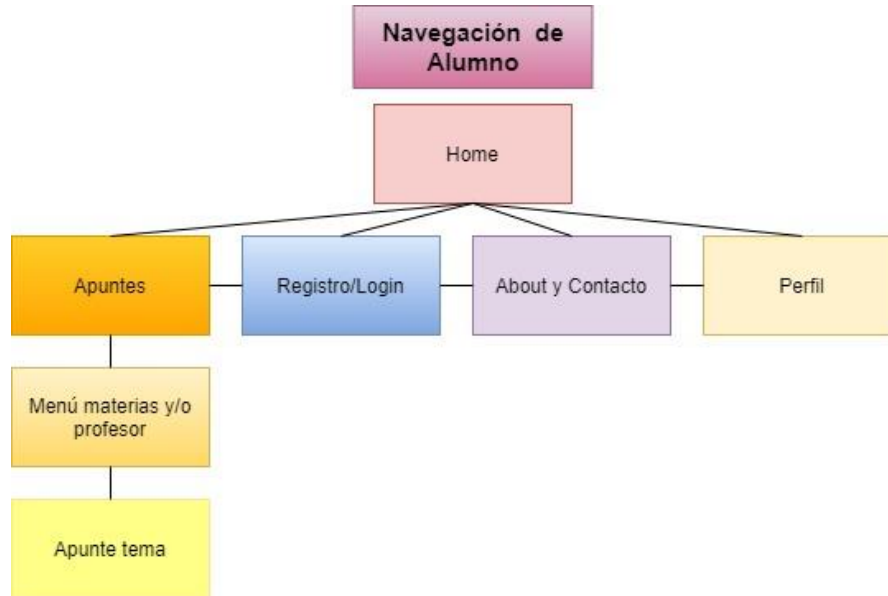 Navegación de
Alumno
Home
Apuntes
Registro/Login
About y Contacto
Perfil
Menú materias y/o
profesor
Apunte tema